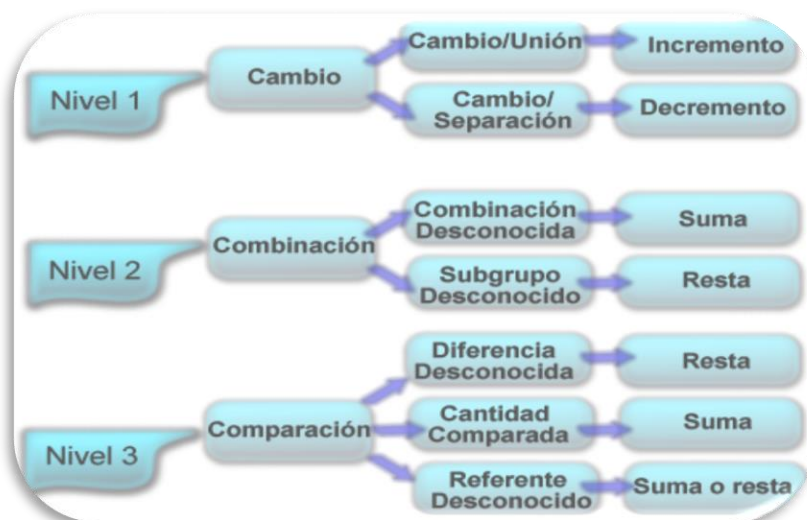 Nivel 1
Cambio
Cambio/Unión
Incremento
Cambio/
Separación
Decremento
Nivel 2
Combinación
Combinación
Desconocida
Suma
Subgrupo
Desconocido
Resta
Nivel 3
Comparación
Diferencia
Desconocida
Resta
Cantidad
Comparada
Suma
Referente
Desconocido
Suma o resta